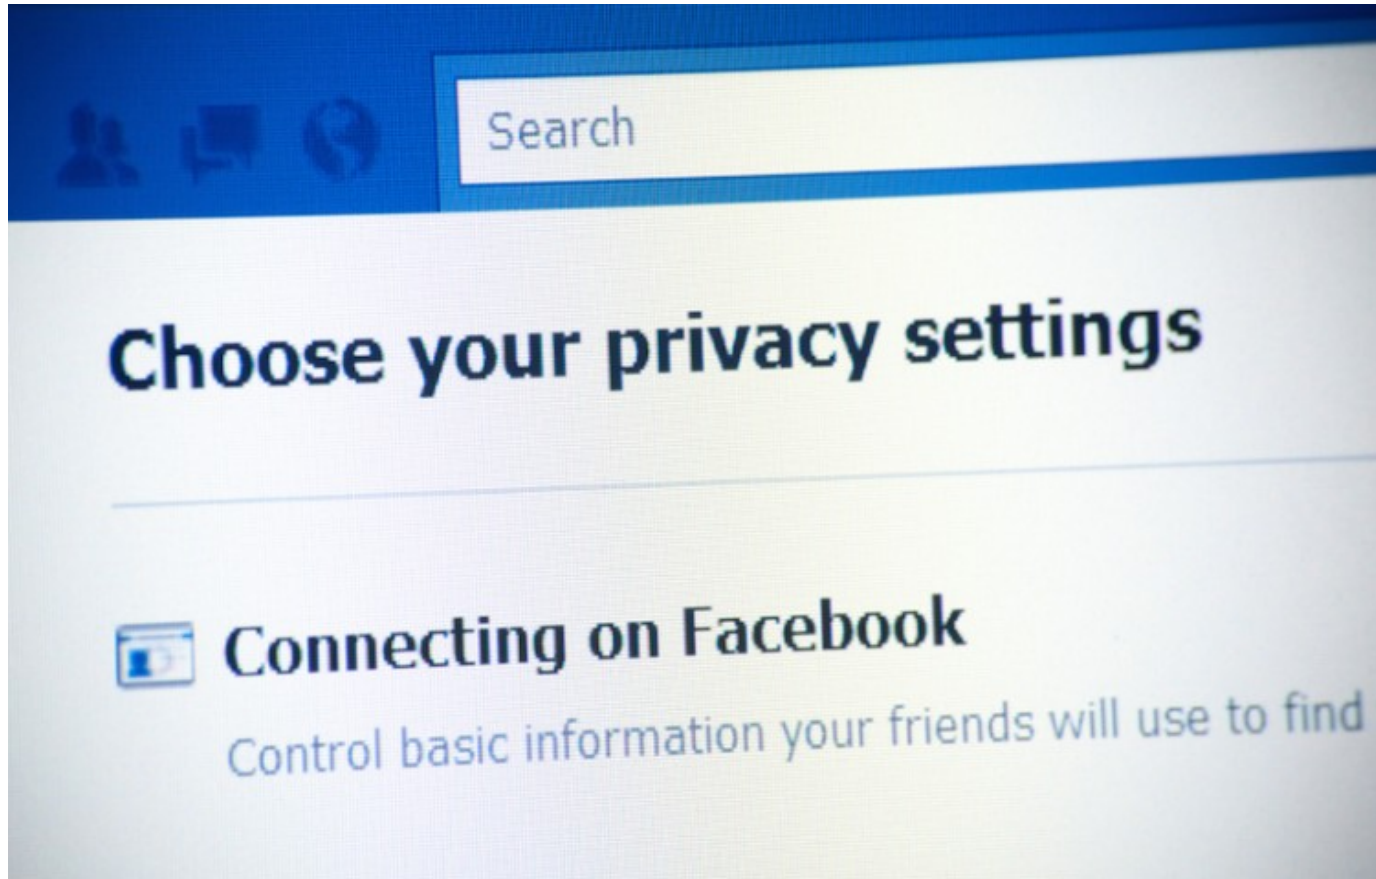 Search
Choose your privacy settings
Connecting on Facebook
Control basic information your friends will use to find